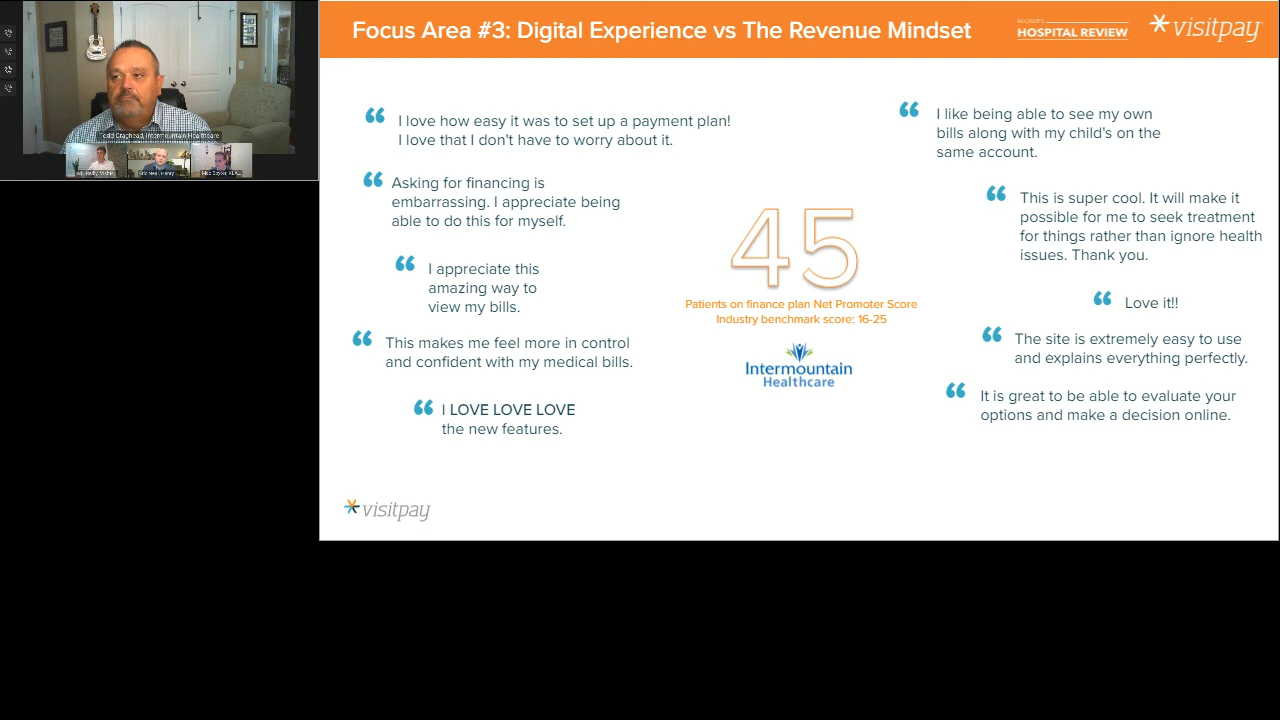 Focus Area #3: Digital Experience vs The Revenue Mindset
BECKER'S
HOSPITAL REVIEW
visitpay
Todd Craghead, Intermountain Healthcare
I love how easy it was to set up a payment plan!
I love that I don't have to worry about it.
Asking for financing is
embarrassing. I appreciate being
able to do this for myself.
I appreciate this
amazing way to
view my bills.
This makes me feel more in control
and confident with my medical bills.
I LOVE LOVE LOVE
the new features.
45
Patients on finance plan Net Promoter Score
Industry benchmark score: 16-25
Intermountain
Healthcare
I like being able to see my own
bills along with my child's on the
same account.
This is super cool. It will make it
possible for me to seek treatment
for things rather than ignore health
issues. Thank you.
Love it!!
The site is extremely easy to use
and explains everything perfectly.
It is great to be able to evaluate your
options and make a decision online.
visitpay